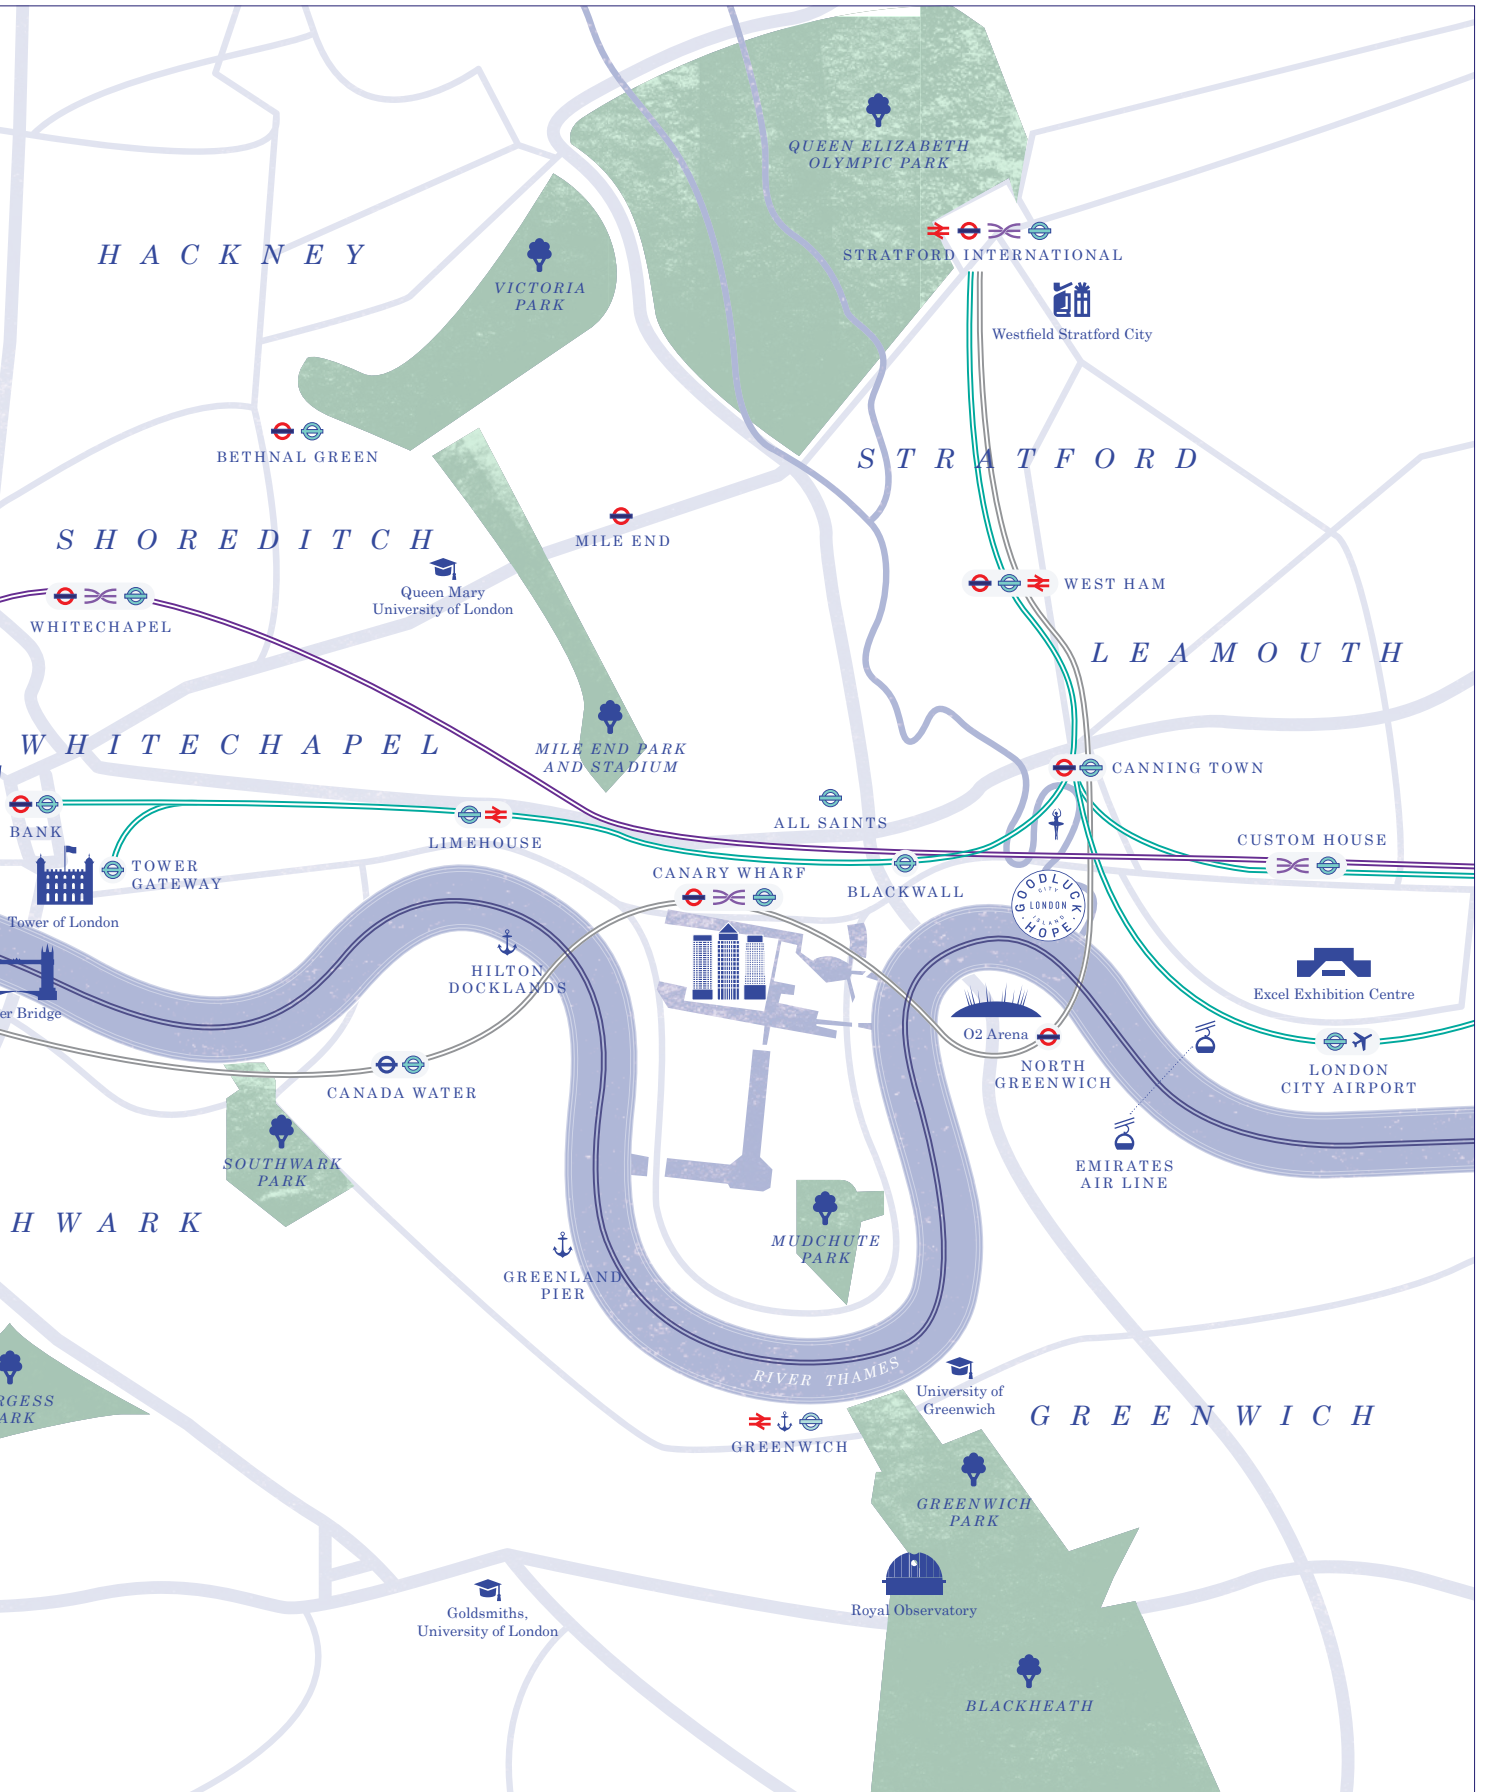 QUEEN ELIZABETH
OLYMPIC PARK
HACKNEY
STRATFORD INTERNATIONAL
VICTORIA
PARK
Westfield Stratford City
BETHNAL GREEN
STRATFORD
SHOREDITCH
MILE END
Queen Mary
University of London
WEST HAM
WHITECHAPEL
LEAMOUTH
WHITECHAPEL
MILE END PARK
AND STADIUM
CANNING TOWN
BANK
ALL SAINTS
LIMEHOUSE
CUSTOM HOUSE
TOWER
GATEWAY
CANARY WHARF
BLACKWALL
GOODLUCK
CITY
LONDON
ISLAND
HOPE
Tower of London
HILTON
DOCKLANDS
er Bridge
Excel Exhibition Centre
O2 Arena
NORTH
GREENWICH
LONDON
CITY AIRPORT
CANADA WATER
SOUTHWARK
PARK
EMIRATES
AIR LINE
HWARK
MUDCHUTE
PARK
GREENLAND
PIER
RIVER THAMES
University of
Greenwich
RGESS
ARK
GREENWICH
GREENWICH
GREENWICH
PARK
Royal Observatory
Goldsmiths,
University of London
BLACKHEATH